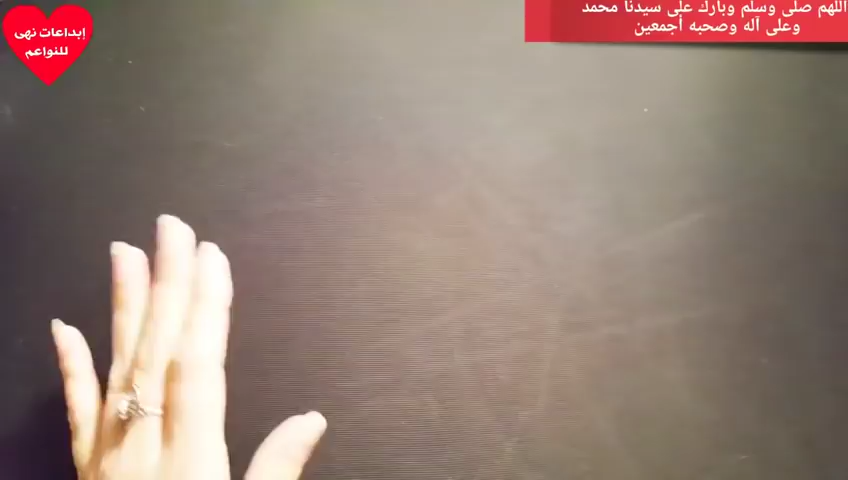 إبداعات نهى
للنواعم
اللهم صلى وسلم وبارك على سيدنا محمد
وعلى آله وصحبه أجمعين